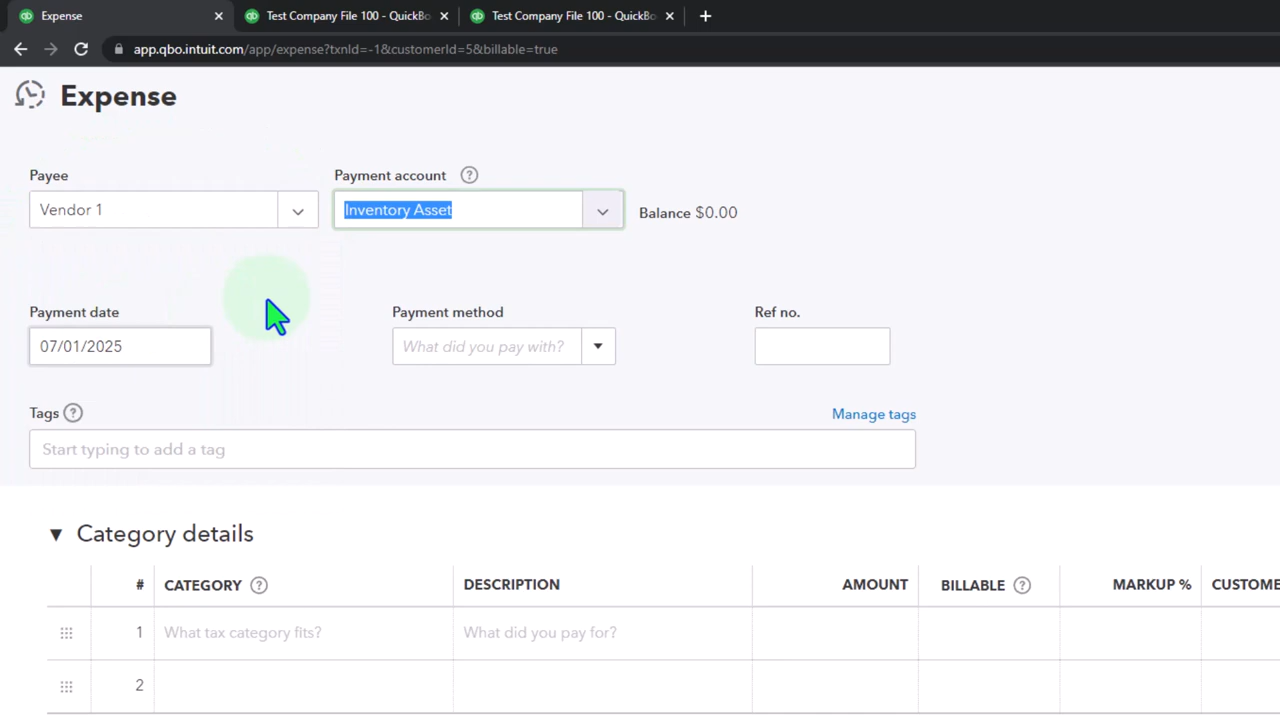 Expense
Test Company File 100 - QuickBo
Test Company File 100 - QuickBo
app.qbo.intuit.com/app/expense?txnId=-1&customerId=5&billable=true
Expense
Payee
Payment account
Vendor 1
Inventory Asset
Balance $0.00
Payment date
Payment method
Ref no.
07/01/2025
What did you pay with?
Tags
Manage tags
Start typing to add a tag
Category details
# CATEGORY DESCRIPTION AMOUNT BILLABLE MARKUP % CUSTOME
1 What tax category fits? What did you pay for?
2